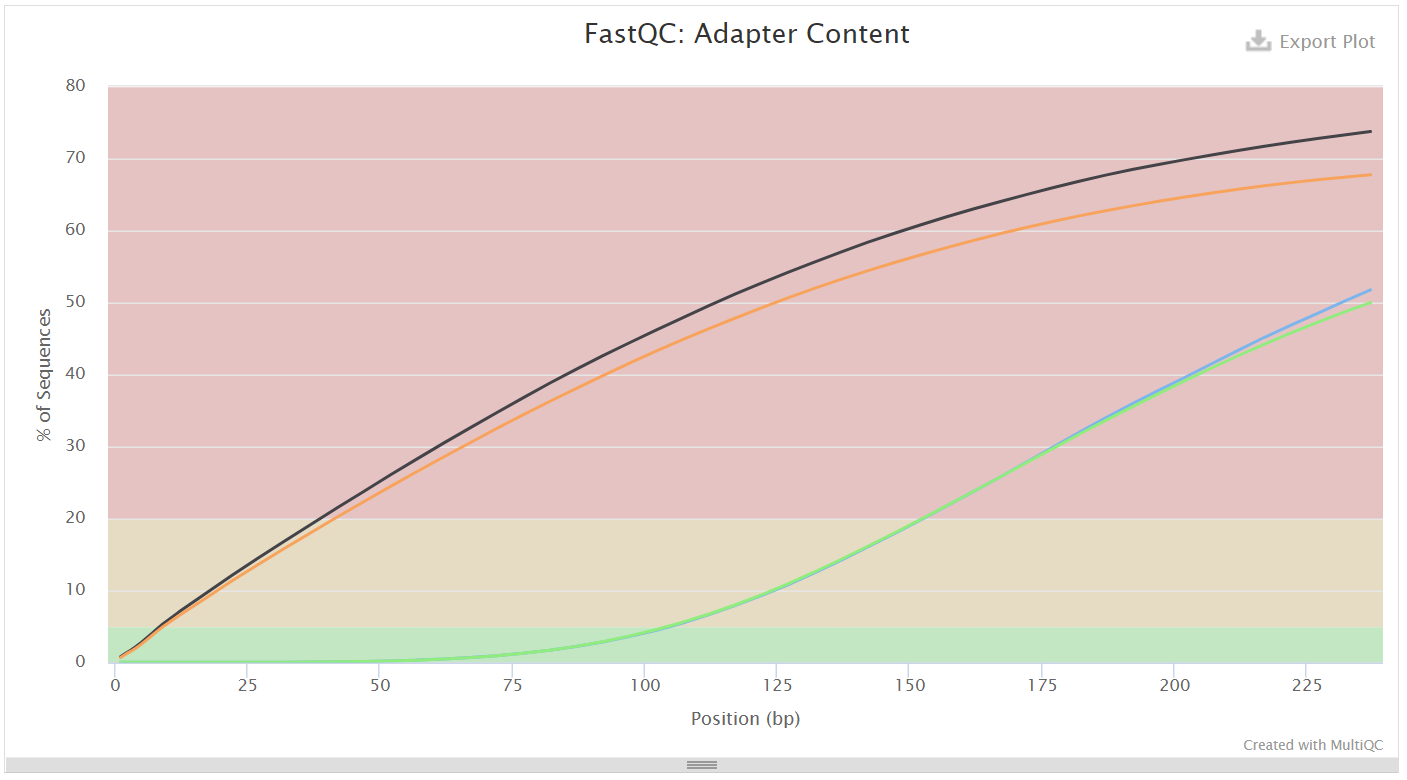 FastQC: Adapter Content
Export Plot
80
70
60
50
40
30
20
10
0
% of Sequences
0 25 50 75 100 125 150 175 200 225
Position (bp)
Created with MultiQC